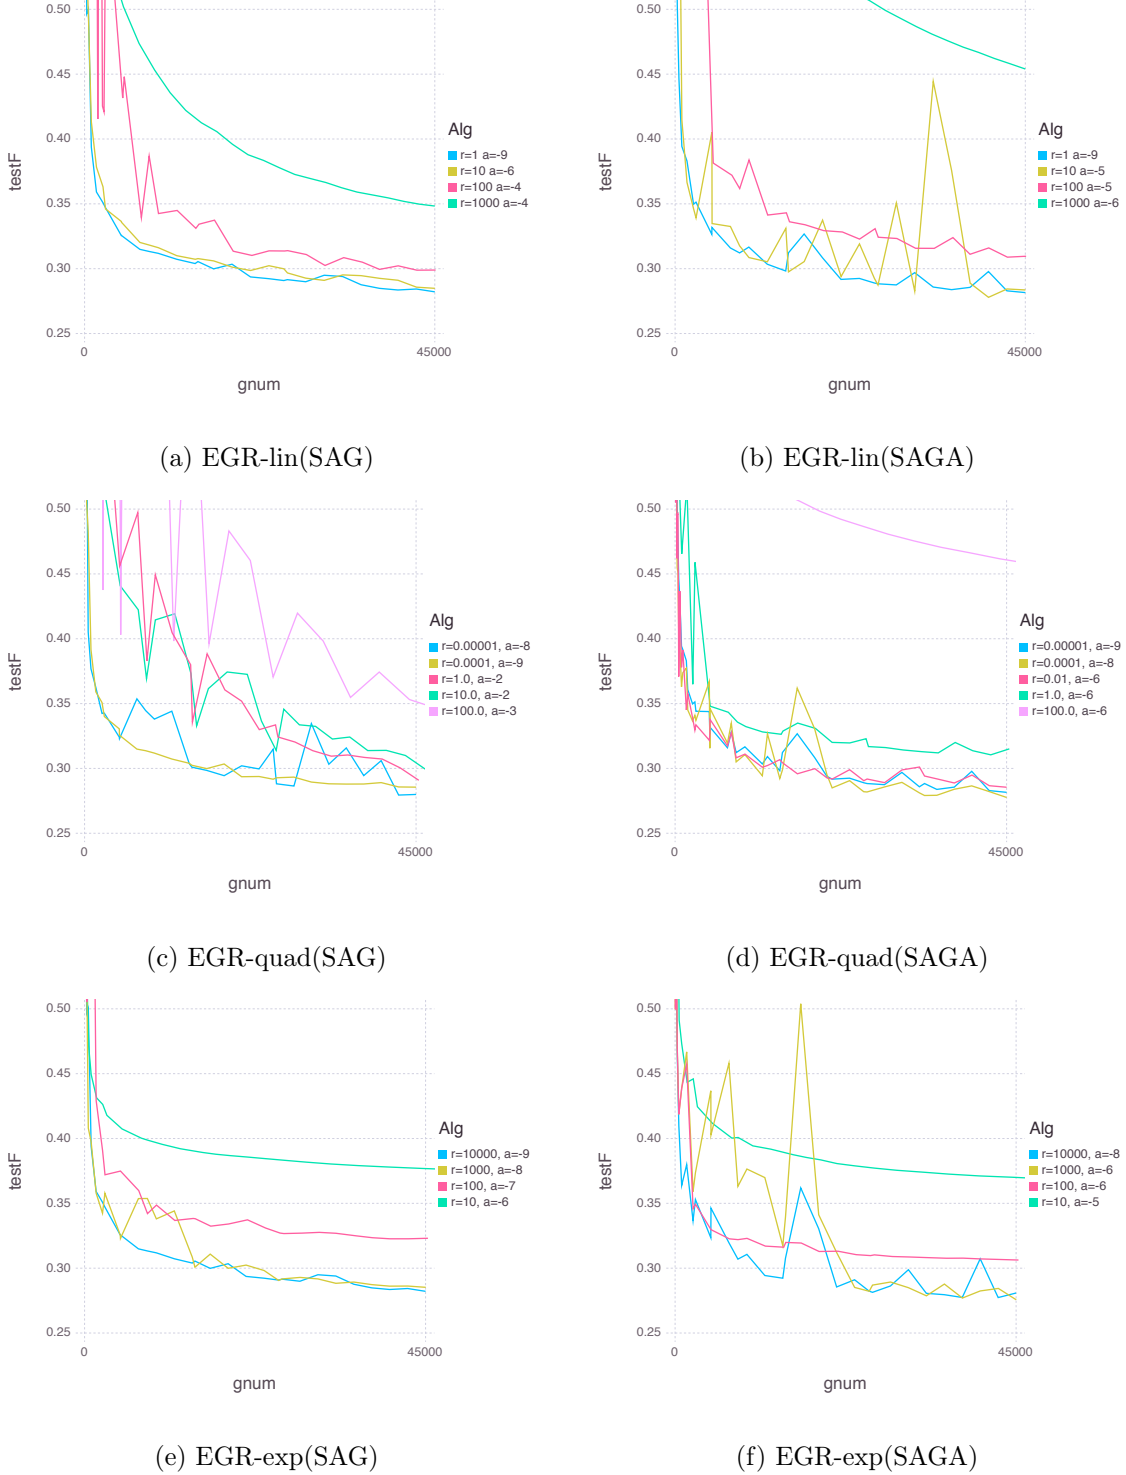 0.50
0.45
0.40
0.35
0.30
0.25
testF
0
45000
gnum
Alg
r=1 a=-9
r=10 a=-6
r=100 a=-4
r=1000 a=-4
(a) EGR-lin(SAG)
0.50
0.45
0.40
0.35
0.30
0.25
testF
0
45000
gnum
Alg
r=1 a=-9
r=10 a=-5
r=100 a=-5
r=1000 a=-6
(b) EGR-lin(SAGA)
0.50
0.45
0.40
0.35
0.30
0.25
testF
0
45000
gnum
Alg
r=0.00001, a=-8
r=0.0001, a=-9
r=1.0, a=-2
r=10.0, a=-2
r=100.0, a=-3
(c) EGR-quad(SAG)
0.50
0.45
0.40
0.35
0.30
0.25
testF
0
45000
gnum
Alg
r=0.00001, a=-9
r=0.0001, a=-8
r=0.01, a=-6
r=1.0, a=-6
r=100.0, a=-6
(d) EGR-quad(SAGA)
0.50
0.45
0.40
0.35
0.30
0.25
testF
0
45000
gnum
Alg
r=10000, a=-9
r=1000, a=-8
r=100, a=-7
r=10, a=-6
(e) EGR-exp(SAG)
0.50
0.45
0.40
0.35
0.30
0.25
testF
0
45000
gnum
Alg
r=10000, a=-8
r=1000, a=-6
r=100, a=-6
r=10, a=-5
(f) EGR-exp(SAGA)